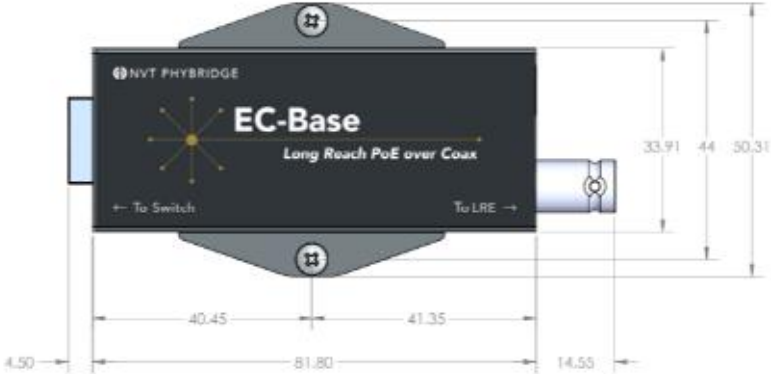 NVT PHYBRIDGE
EC-Base
Long Reach PoE over Coax
← To Switch
To LRE →
33.91
44
50.31
40.45
41.35
4.50
81.80
14.55